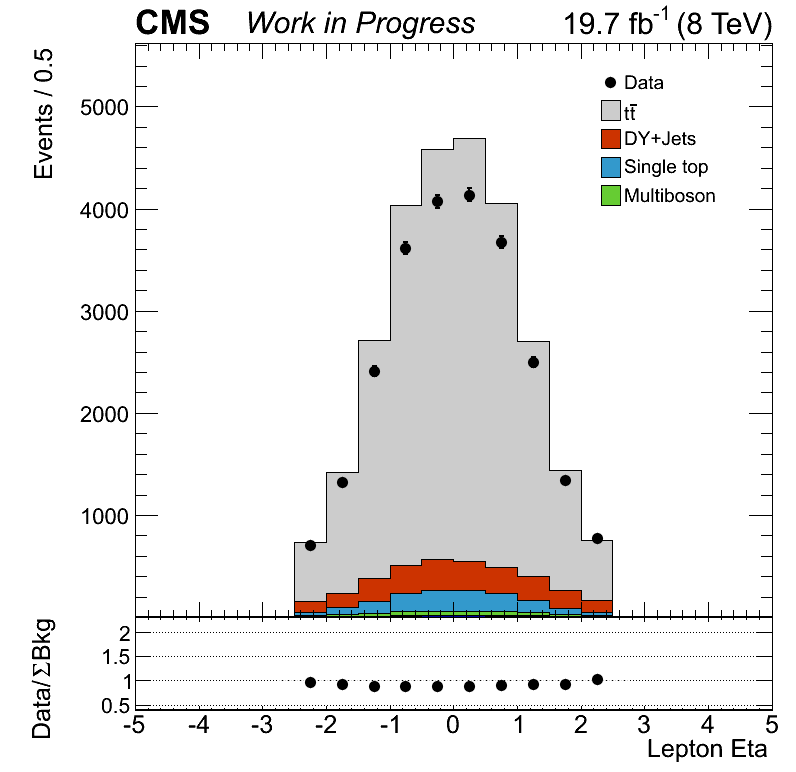 CMS Work in Progress 19.7 fb⁻¹ (8 TeV)
Events / 0.5
5000
4000
3000
2000
1000
Data
tt̄
DY+Jets
Single top
Multiboson
Data/ΣBkg
2
1.5
1
0.5
-5 -4 -3 -2 -1 0 1 2 3 4 5
Lepton Eta